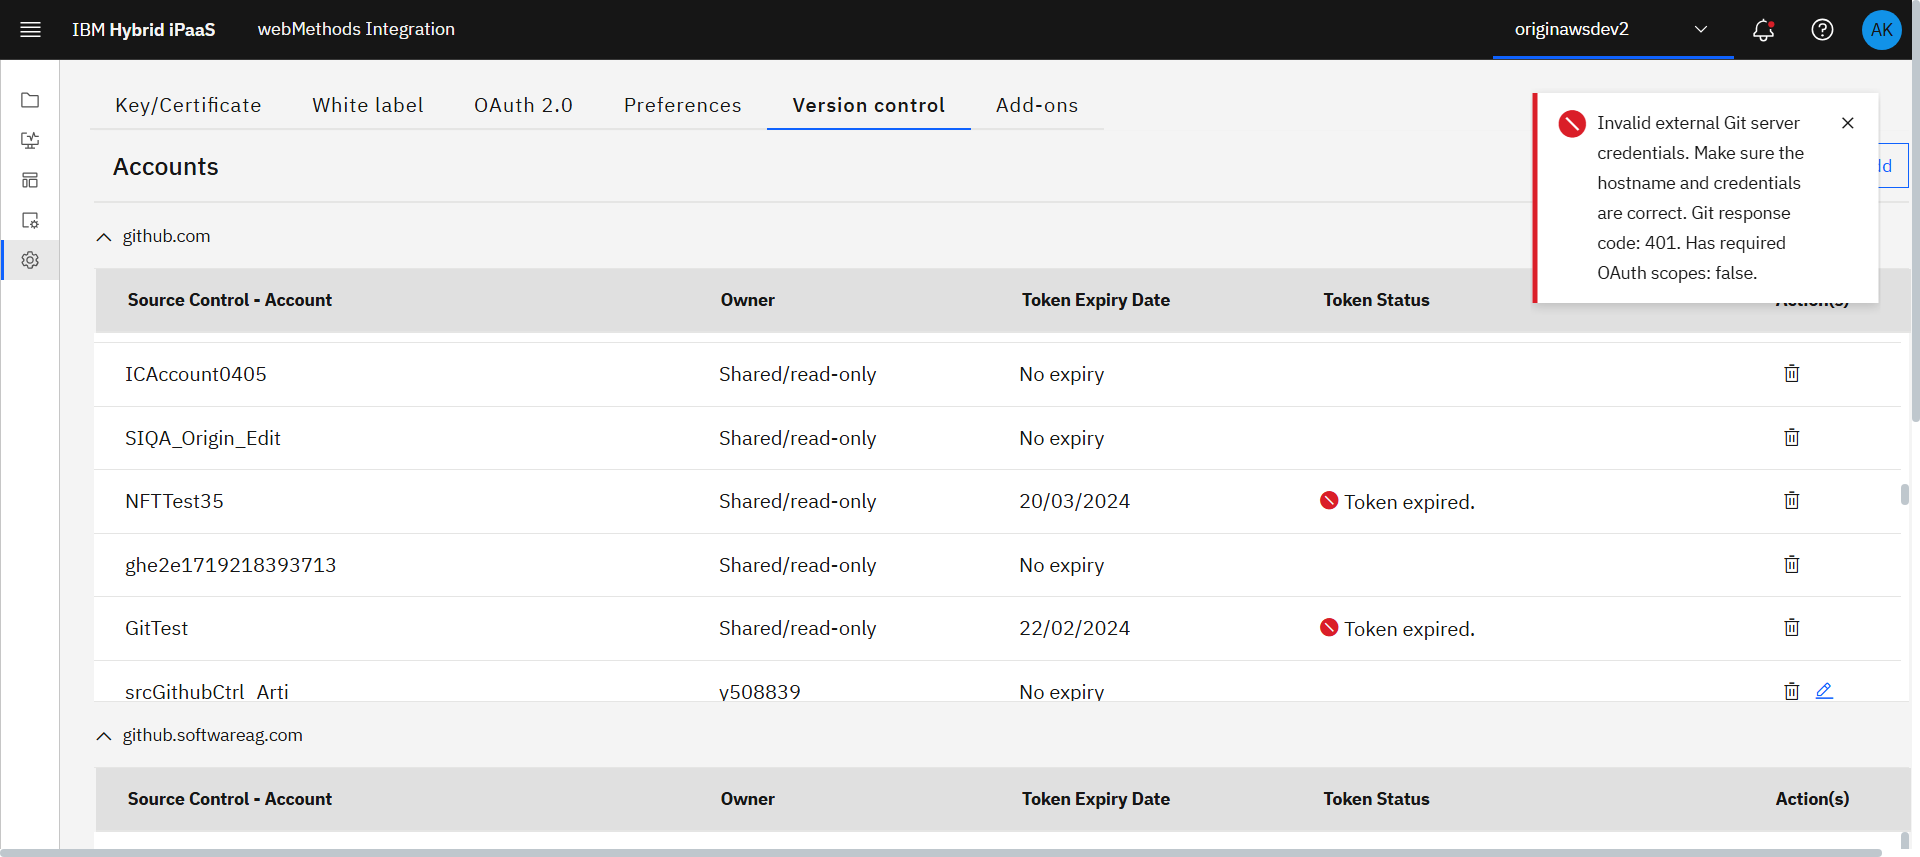 IBM Hybrid iPaaS
webMethods Integration
originawsdev2
AK
Key/Certificate
White label
OAuth 2.0
Preferences
Version control
Add-ons
Invalid external Git server
credentials. Make sure the
hostname and credentials
are correct. Git response
code: 401. Has required
OAuth scopes: false.
Accounts
github.com
Source Control - Account
Owner
Token Expiry Date
Token Status
Action(s)
ICAccount0405
Shared/read-only
No expiry
SIQA_Origin_Edit
Shared/read-only
No expiry
NFTTest35
Shared/read-only
20/03/2024
Token expired.
ghe2e1719218393713
Shared/read-only
No expiry
GitTest
Shared/read-only
22/02/2024
Token expired.
srcGithubCtrl_Arti
y508839
No expiry
github.softwareag.com
Source Control - Account
Owner
Token Expiry Date
Token Status
Action(s)